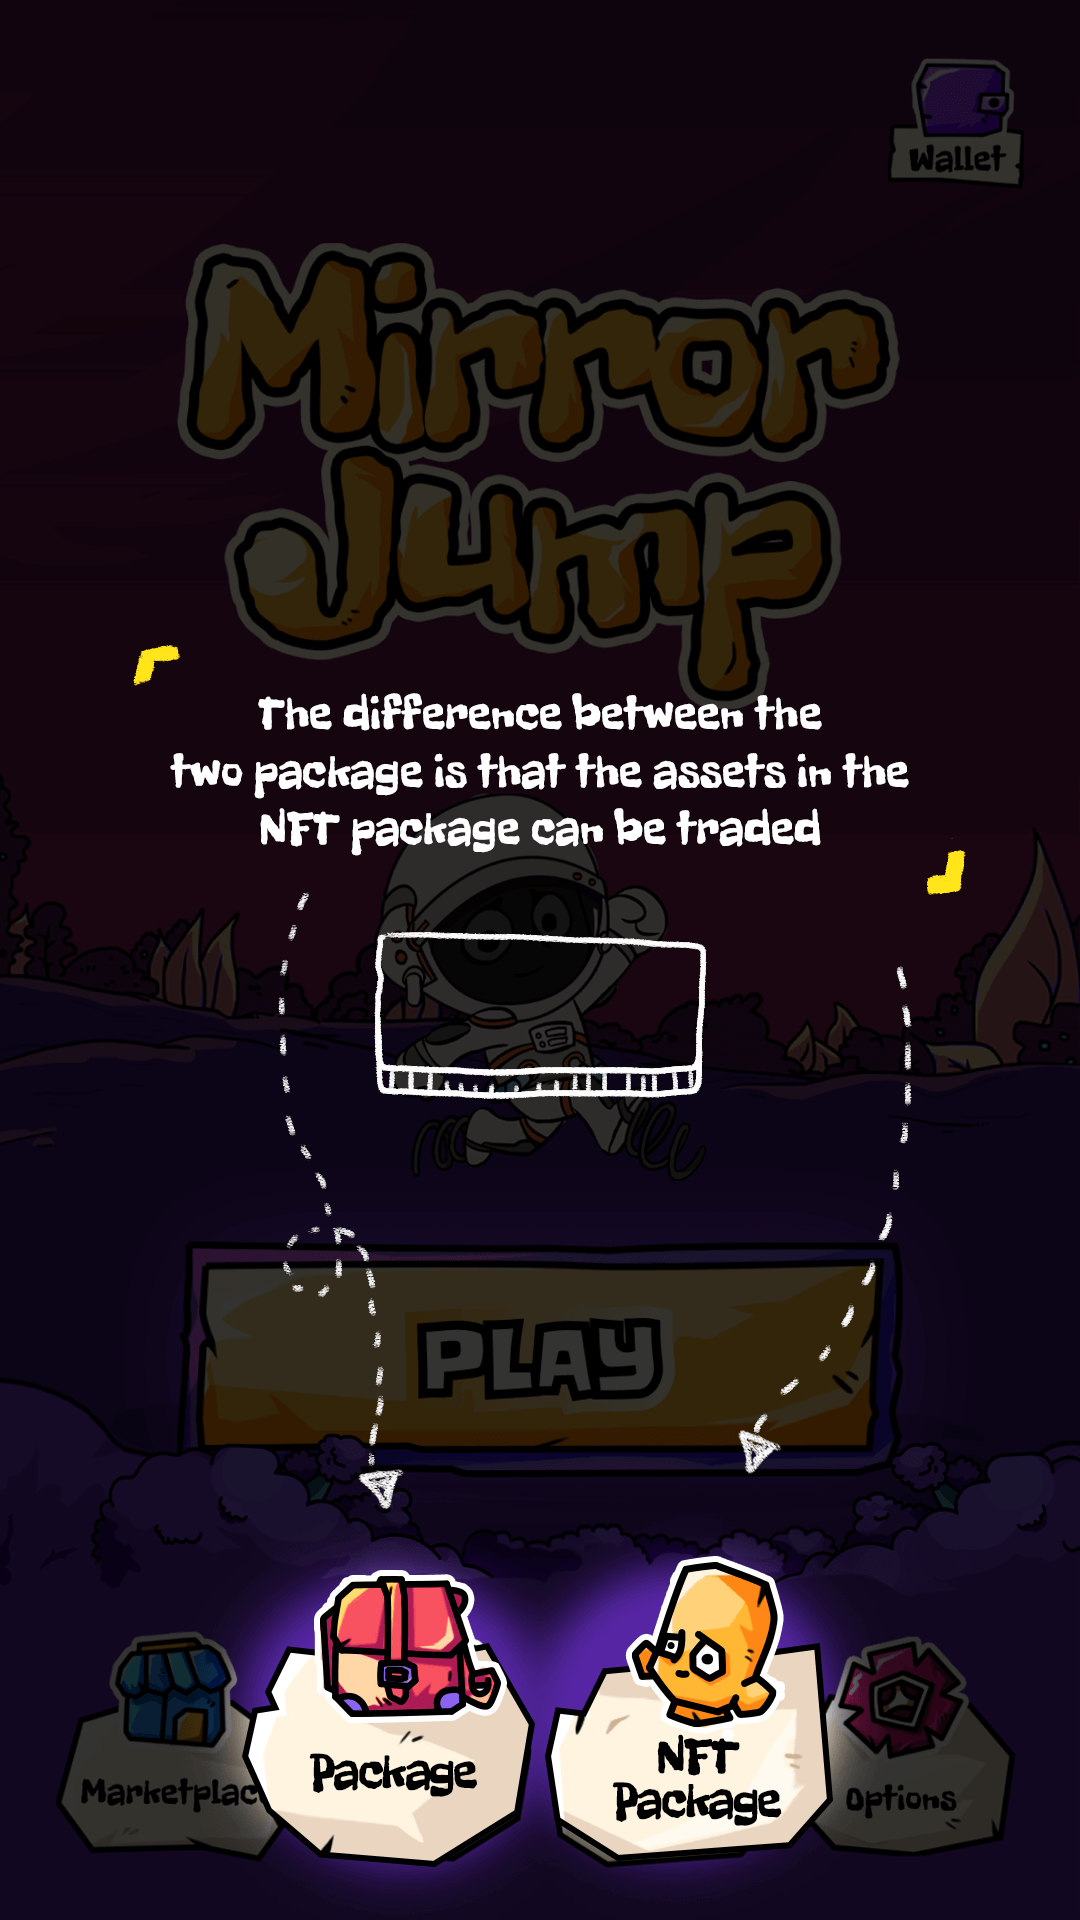 Wallet
Mirror
Jump
The difference between the
two package is that the assets in the
NFT package can be traded
PLAY
Marketplac
Package
NFT
Package
Options